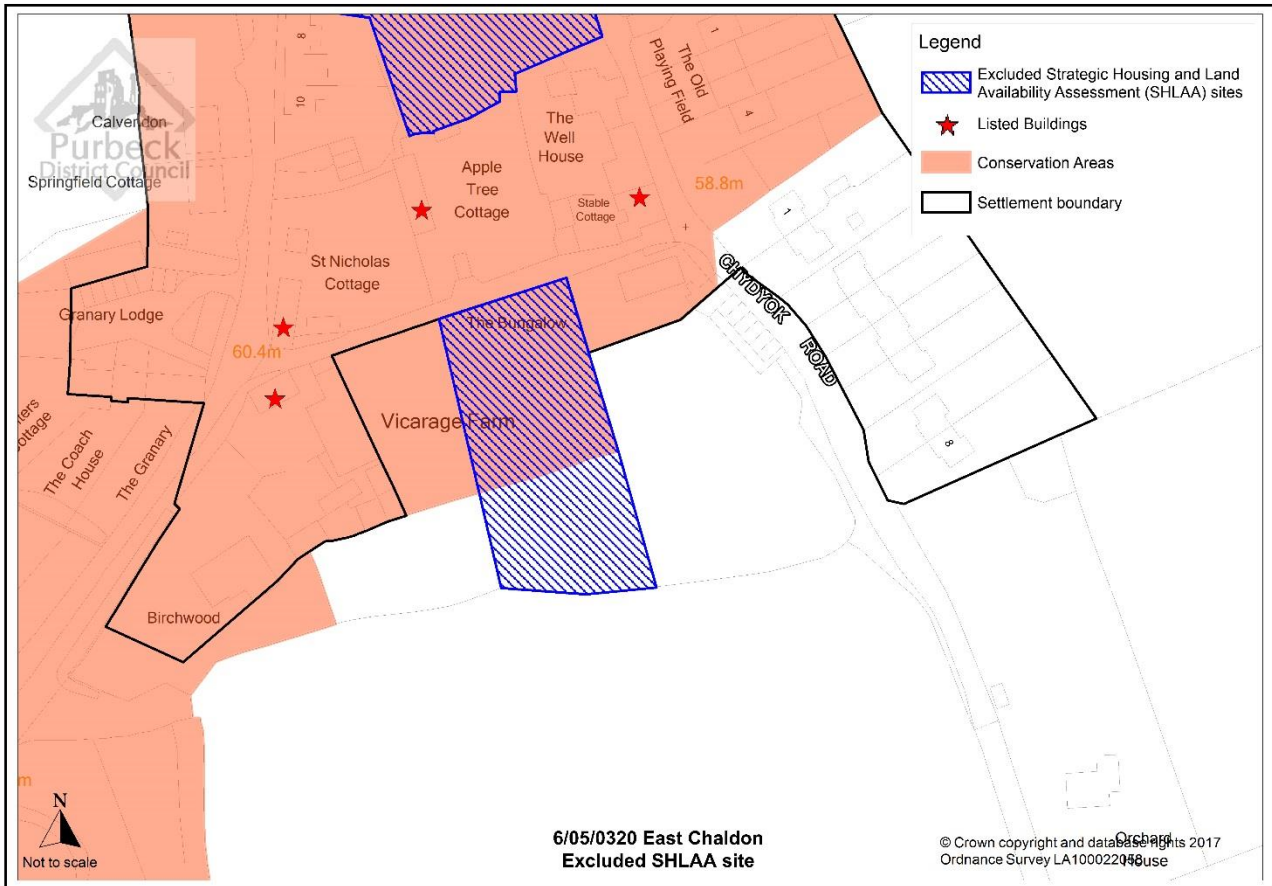 Legend
Excluded Strategic Housing and Land
Availability Assessment (SHLAA) sites
Listed Buildings
Conservation Areas
Settlement boundary
Purbeck
District Council
Calverdon
Springfield Cottage
8
10
The Old
Playing Field
1
4
The
Well
House
Apple
Tree
Cottage
Stable
Cottage
58.8m
1
St Nicholas
Cottage
Granary Lodge
60.4m
The Bungalow
CHYDYOK
ROAD
Vicarage Farm
8
Cottage
The Coach
House
The Granary
Birchwood
m
N
Not to scale
6/05/0320 East Chaldon
Excluded SHLAA site
Orchard
House
© Crown copyright and database rights 2017
Ordnance Survey LA100022058